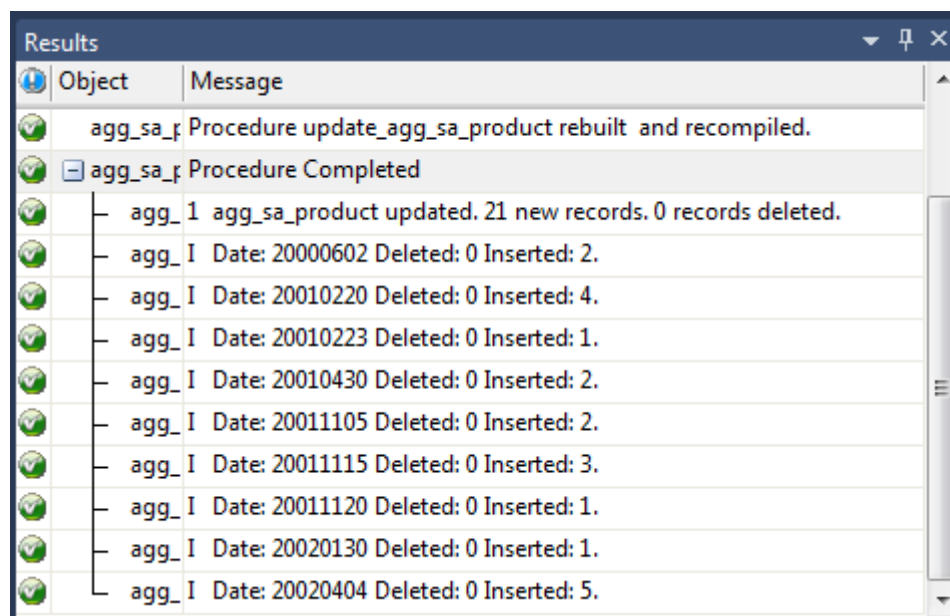 Results
Object Message
agg_sa_p Procedure update_agg_sa_product rebuilt  and recompiled.
agg_sa_p Procedure Completed
agg_ 1  agg_sa_product updated. 21 new records. 0 records deleted.
agg_ I  Date: 20000602 Deleted: 0 Inserted: 2.
agg_ I  Date: 20010220 Deleted: 0 Inserted: 4.
agg_ I  Date: 20010223 Deleted: 0 Inserted: 1.
agg_ I  Date: 20010430 Deleted: 0 Inserted: 2.
agg_ I  Date: 20011105 Deleted: 0 Inserted: 2.
agg_ I  Date: 20011115 Deleted: 0 Inserted: 3.
agg_ I  Date: 20011120 Deleted: 0 Inserted: 1.
agg_ I  Date: 20020130 Deleted: 0 Inserted: 1.
agg_ I  Date: 20020404 Deleted: 0 Inserted: 5.